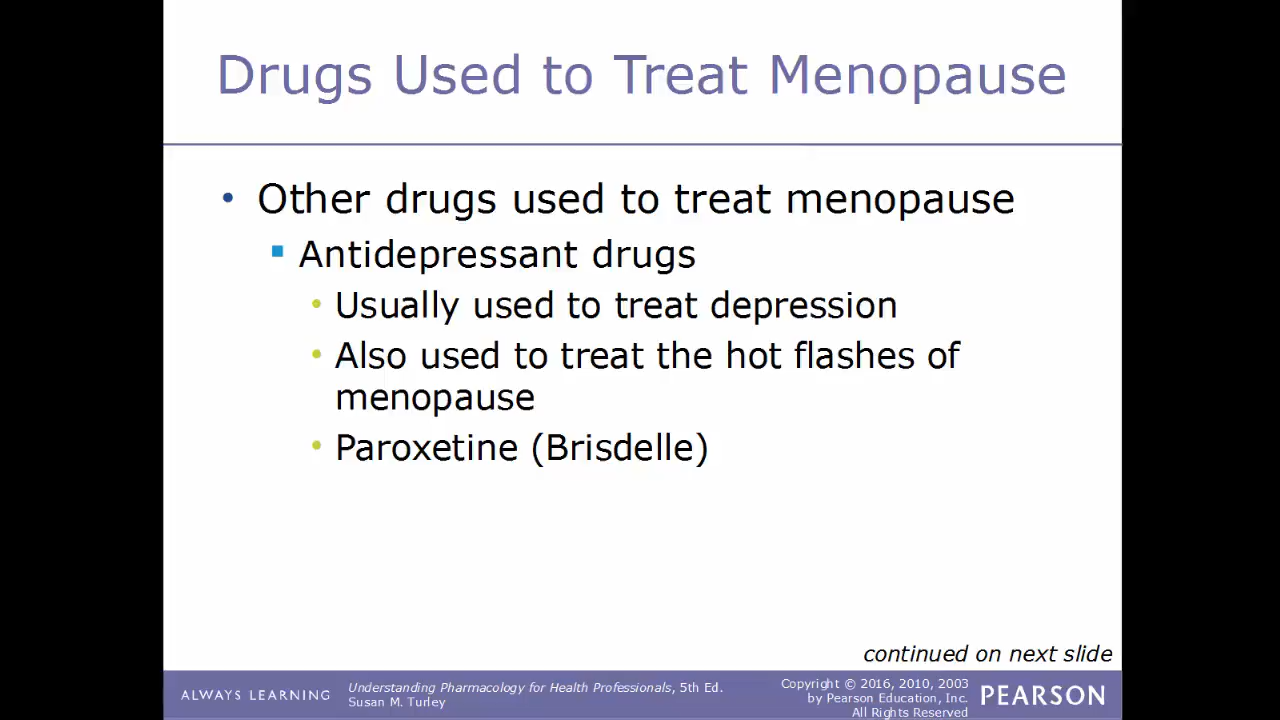 Drugs Used to Treat Menopause
• Other drugs used to treat menopause
▪ Antidepressant drugs
• Usually used to treat depression
• Also used to treat the hot flashes of
menopause
• Paroxetine (Brisdelle)
continued on next slide
ALWAYS LEARNING
Understanding Pharmacology for Health Professionals, 5th Ed.
Susan M. Turley
Copyright © 2016, 2010, 2003
by Pearson Education, Inc.
All Rights Reserved
PEARSON